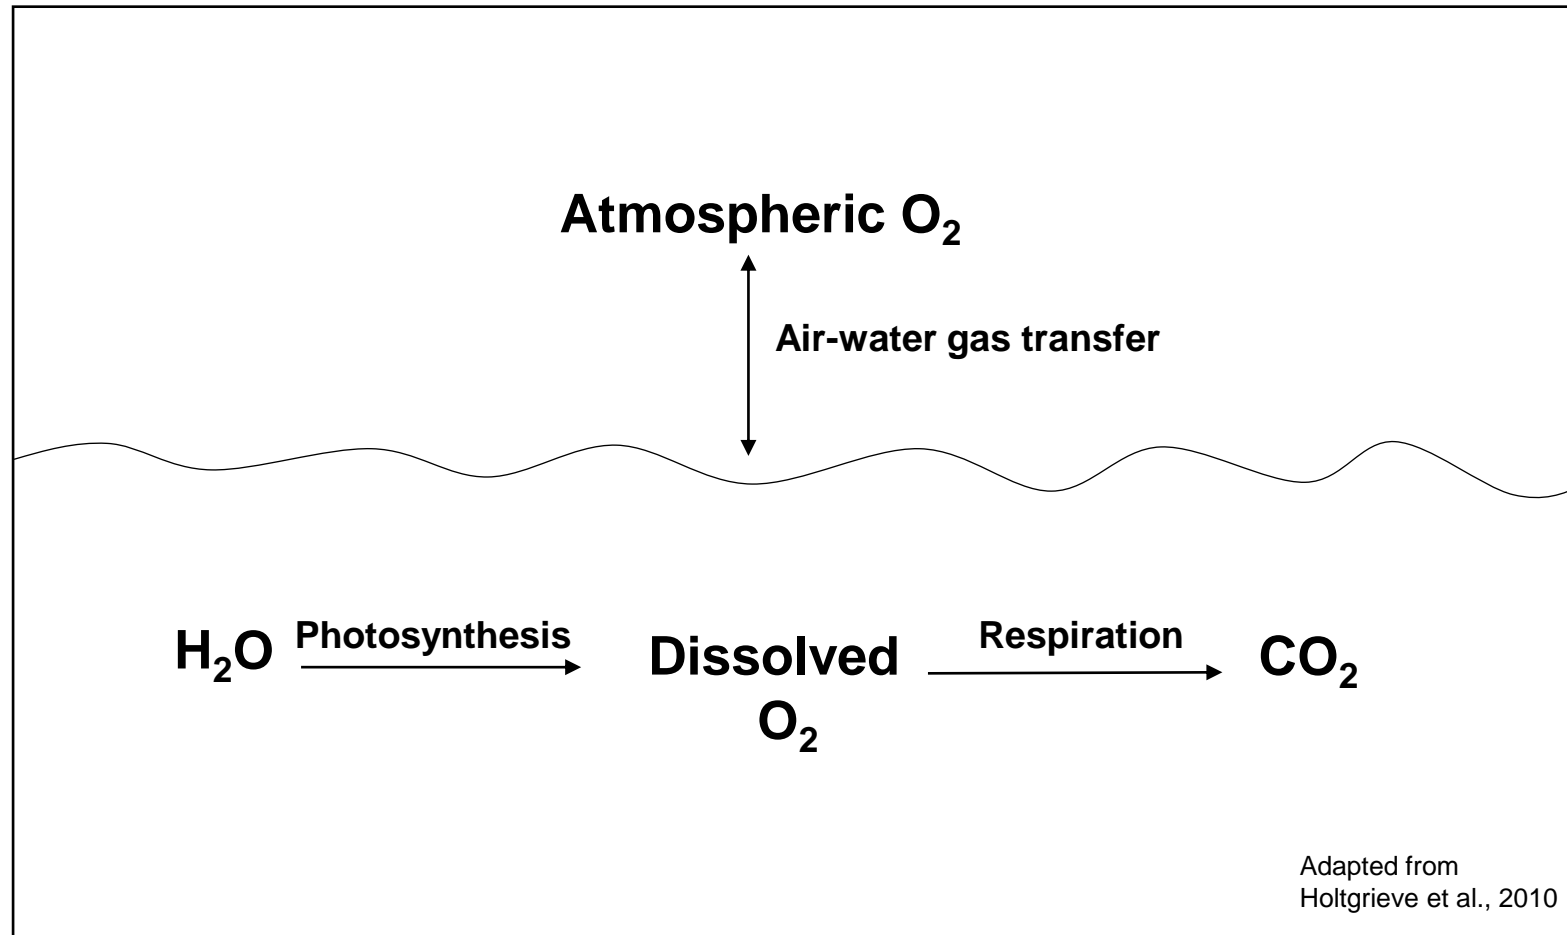 Atmospheric O₂
Air-water gas transfer
H₂O
Photosynthesis
Dissolved
O₂
Respiration
CO₂
Adapted from
Holtgrieve et al., 2010